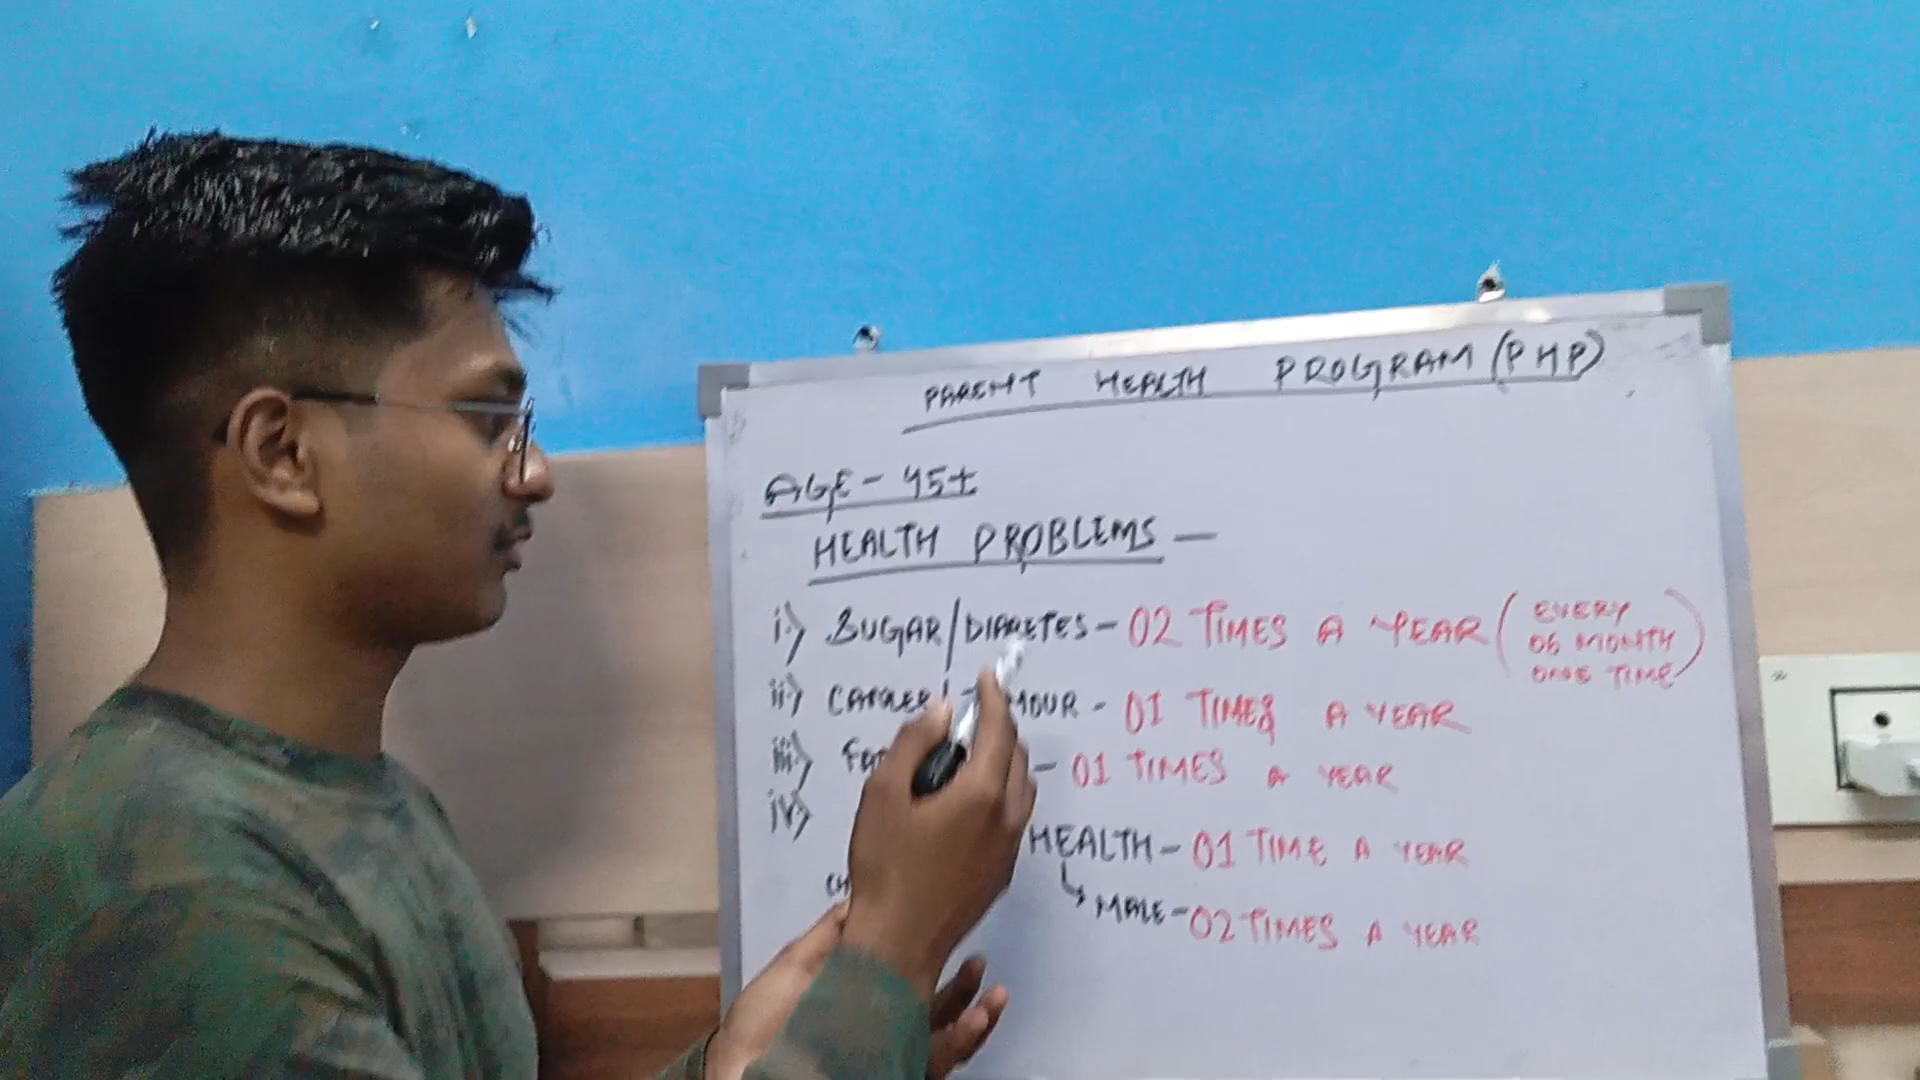 PARENT HEALTH PROGRAM (PHP)
AGE - 45+
HEALTH PROBLEMS -
i) SUGAR/DIABETES - 02 TIMES A YEAR (EVERY 06 MONTH ONE TIME)
ii) CANCER/ - 01 TIMES A YEAR
iii) - 01 TIMES A YEAR
iv)
HEALTH - 01 TIME A YEAR
↳ MALE - 02 TIMES A YEAR